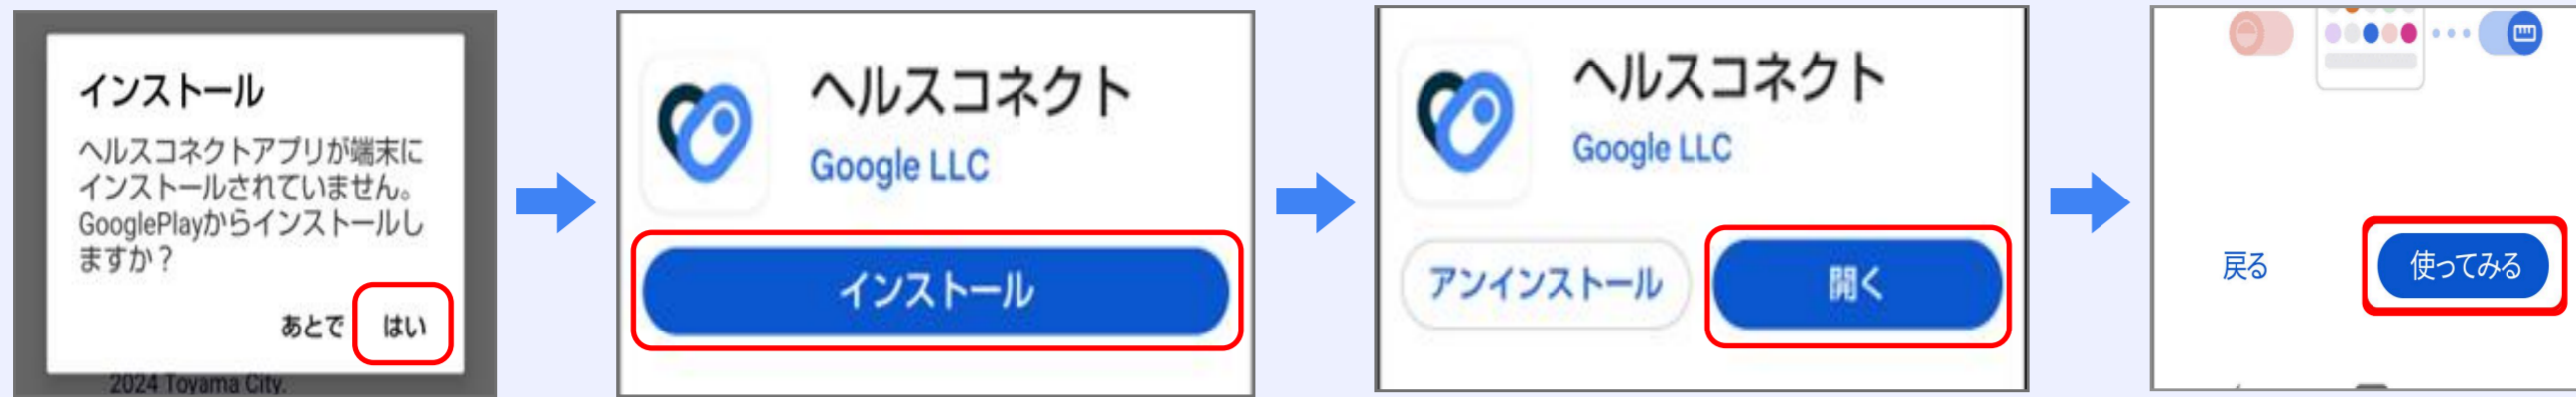 インストール
ヘルスコネクトアプリが端末に
インストールされていません。
GooglePlayからインストールし
ますか？
あとで はい
2024 Toyama City.
ヘルスコネクト
Google LLC
インストール
ヘルスコネクト
Google LLC
アンインストール 開く
戻る 使ってみる